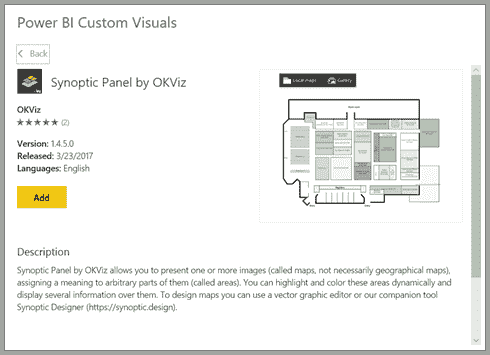 Power BI Custom Visuals
Back
Synoptic Panel by OKViz
OKViz
(2)
Version: 1.4.5.0
Released: 3/23/2017
Languages: English
Add
Local maps
Gallery
Description
Synoptic Panel by OKViz allows you to present one or more images (called maps, not necessarily geographical maps),
assigning a meaning to arbitrary parts of them (called areas). You can highlight and color these areas dynamically and
display several information over them. To design maps you can use a vector graphic editor or our companion tool
Synoptic Designer (https://synoptic.design).